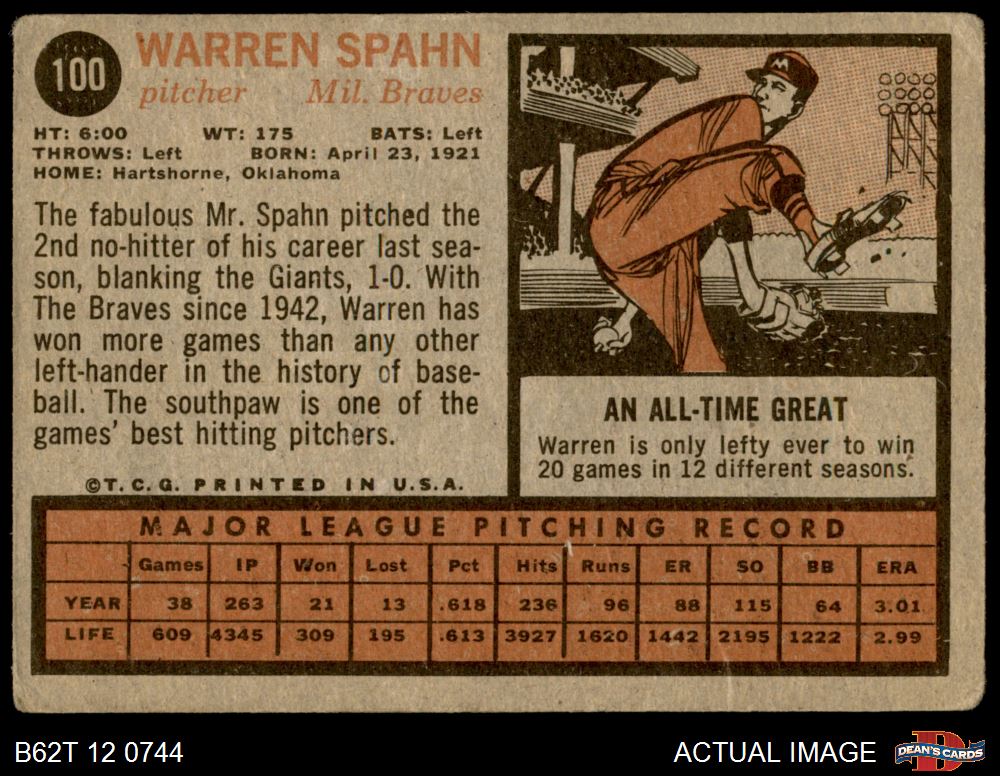 100
WARREN SPAHN
pitcher Mil. Braves
HT: 6:00 WT: 175 BATS: Left
THROWS: Left BORN: April 23, 1921
HOME: Hartshorne, Oklahoma
The fabulous Mr. Spahn pitched the
2nd no-hitter of his career last sea-
son, blanking the Giants, 1-0. With
The Braves since 1942, Warren has
won more games than any other
left-hander in the history of base-
ball. The southpaw is one of the
games' best hitting pitchers.
©T.C.G. PRINTED IN U.S.A.
M
AN ALL-TIME GREAT
Warren is only lefty ever to win
20 games in 12 different seasons.
MAJOR LEAGUE PITCHING RECORD
Games IP Won Lost Pct Hits Runs ER SO BB ERA
YEAR 38 263 21 13 .618 236 96 88 115 64 3.01
LIFE 609 4345 309 195 .613 3927 1620 1442 2195 1222 2.99
B62T 12 0744
ACTUAL IMAGE
D
DEAN'S CARDS